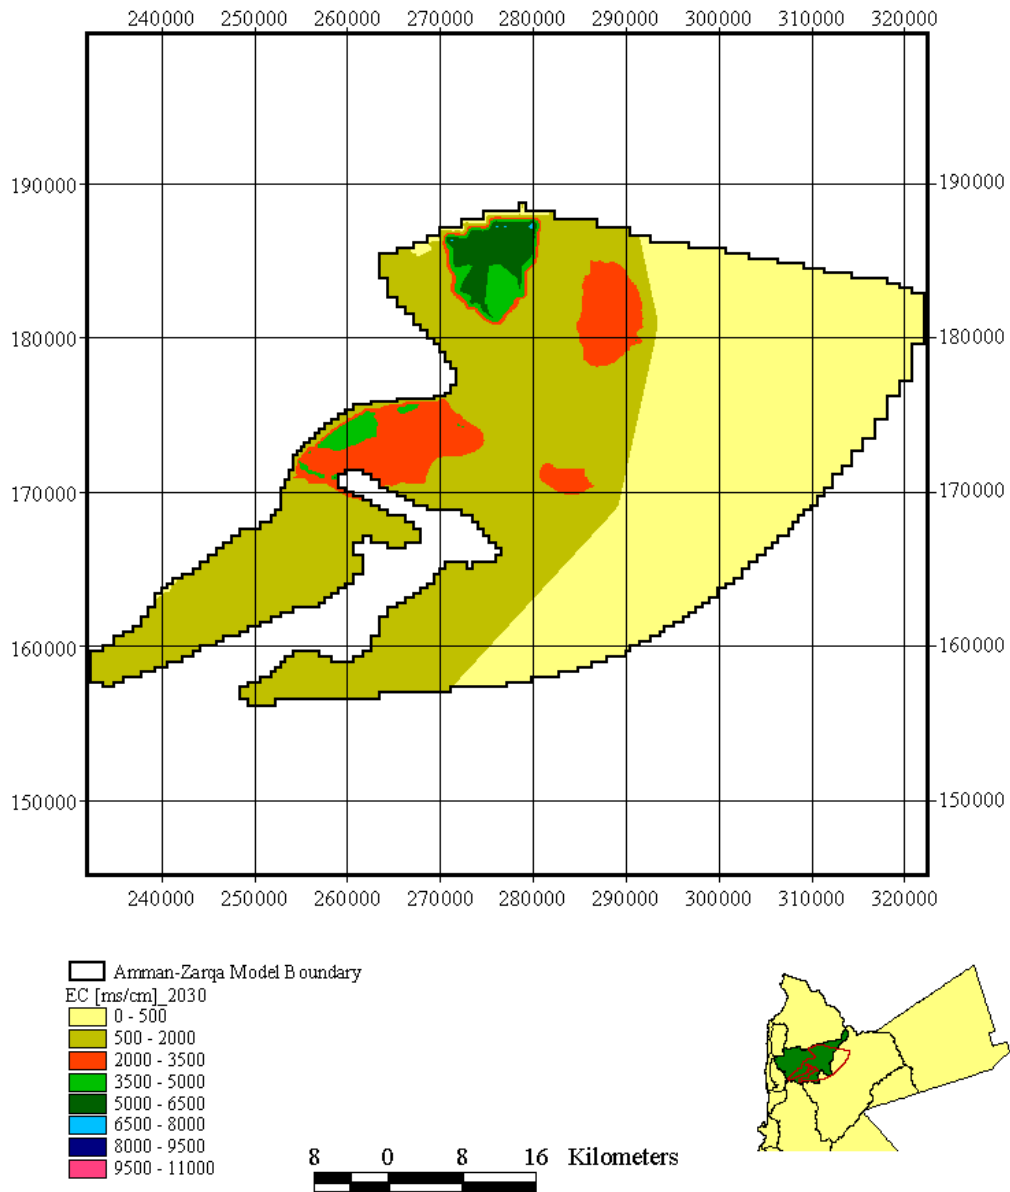 240000 250000 260000 270000 280000 290000 300000 310000 320000
190000 190000
180000 180000
170000 170000
160000 160000
150000 150000
240000 250000 260000 270000 280000 290000 300000 310000 320000
Amman-Zarqa Model Boundary
EC [ms/cm]_2030
0 - 500
500 - 2000
2000 - 3500
3500 - 5000
5000 - 6500
6500 - 8000
8000 - 9500
9500 - 11000
8 0 8 16 Kilometers